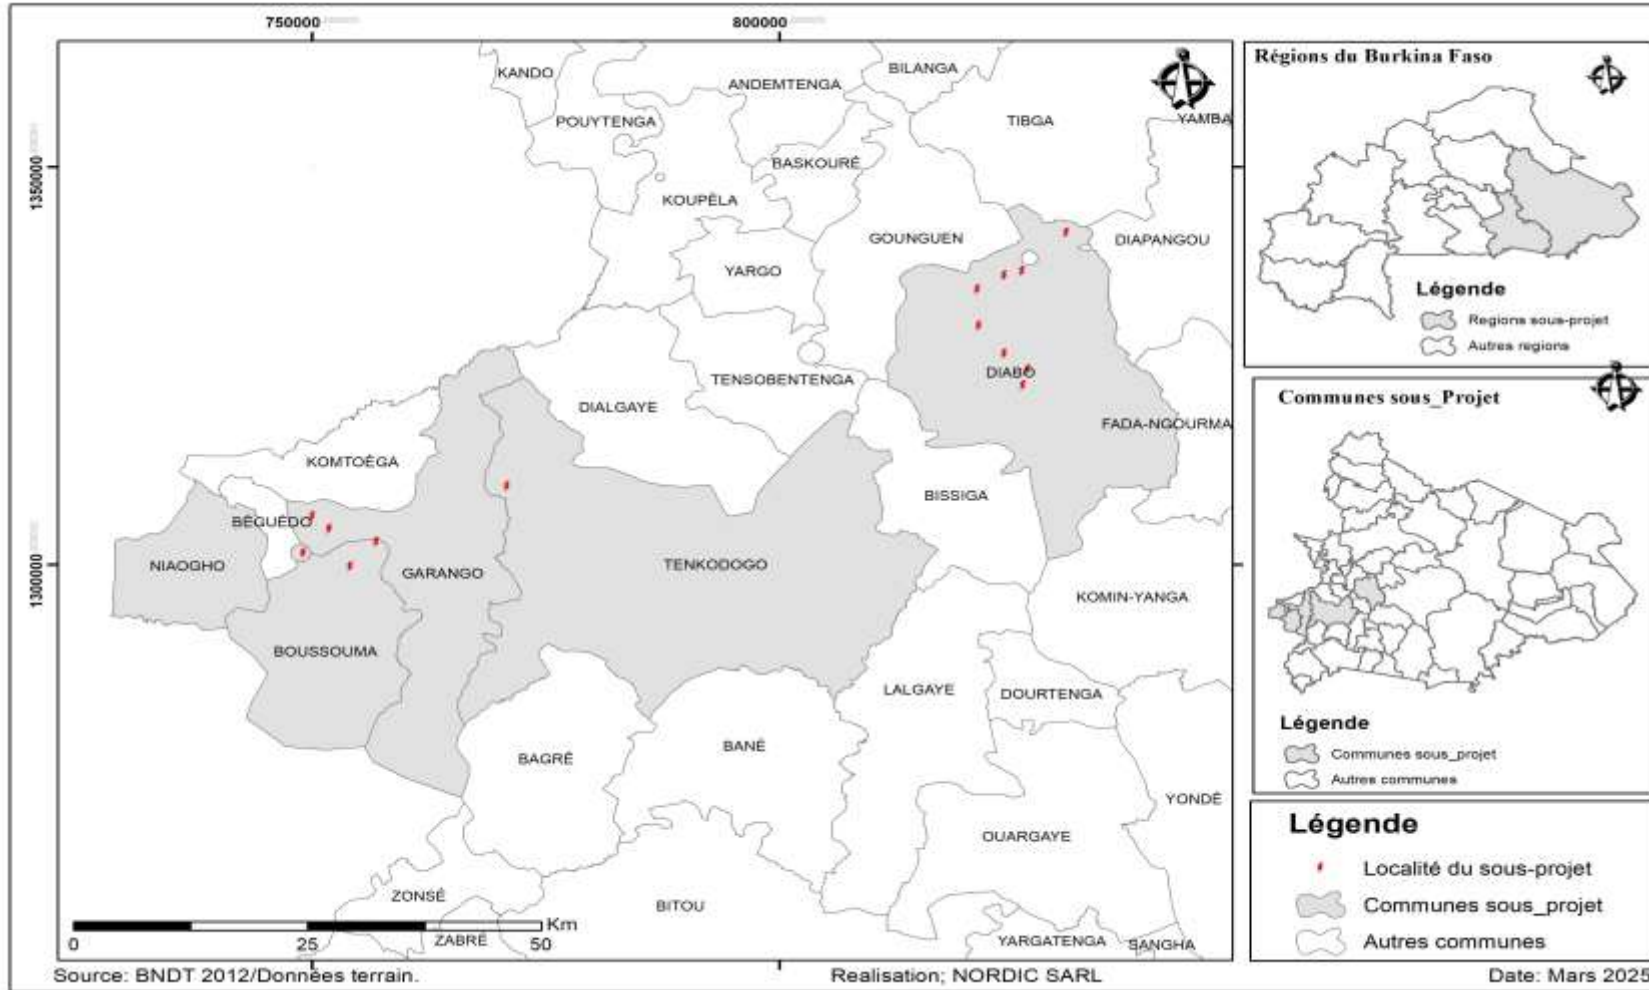 750000
800000
1350000
1300000
KANDO
POUYTENGA
ANDEMTENGA
BILANGA
TIBGA
YAMBA
BASKOURÉ
KOUPÉLA
GOUNGUEN
DIAPANGOU
YARGO
TENSOBENTENGA
DIABO
DIALGAYE
FADA-NGOURMA
KOMTOÉGA
BISSIGA
BÉGUÉDO
NIAOGHO
GARANGO
TENKODOGO
KOMIN-YANGA
BOUSSOUMA
LALGAYE
DOURTENGA
BAGRÉ
BANÉ
YONDÉ
OUARGAYE
ZONSÉ
BITOU
ZABRÉ
YARGATENGA
SANGHA
Km
0
25
50
Source: BNDT 2012/Données terrain.
Realisation; NORDIC SARL
Date: Mars 2025
Régions du Burkina Faso
Légende
Regions sous-projet
Autres regions
Communes sous_Projet
Légende
Communes sous_projet
Autres communes
Légende
Localité du sous-projet
Communes sous_projet
Autres communes